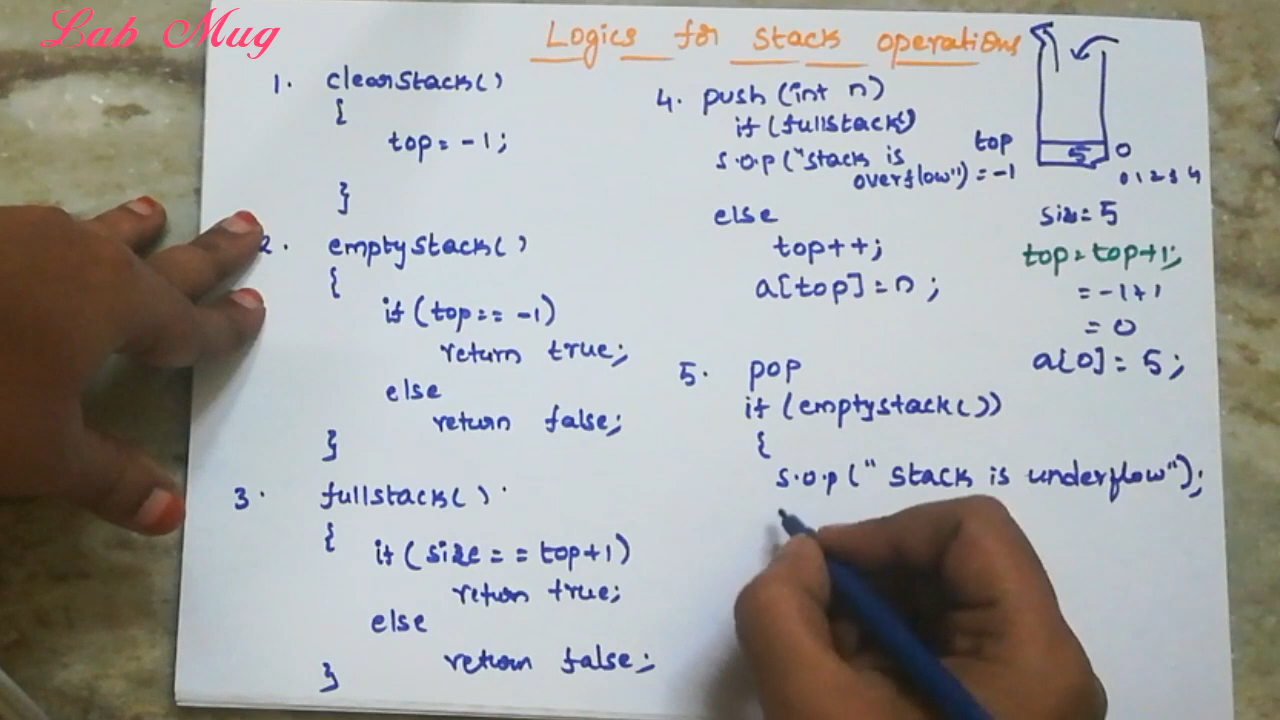 Lab Mug
Logics for stack operations
1. clearstack()
{
top = -1;
}
2. emptystack()
{
if (top == -1)
return true;
else
return false;
}
3. fullstack()
{
if (size == top+1)
return true;
else
return false;
}
4. push (int n)
if (fullstack)
s.o.p ("stack is
overflow")
else
top++;
a[top] = n;
5. pop
if (emptystack())
{
s.o.p (" stack is underflow");
top
= -1
5
0
0 1 2 3 4
size = 5
top = top+1;
= -1+1
= 0
a[0] = 5;